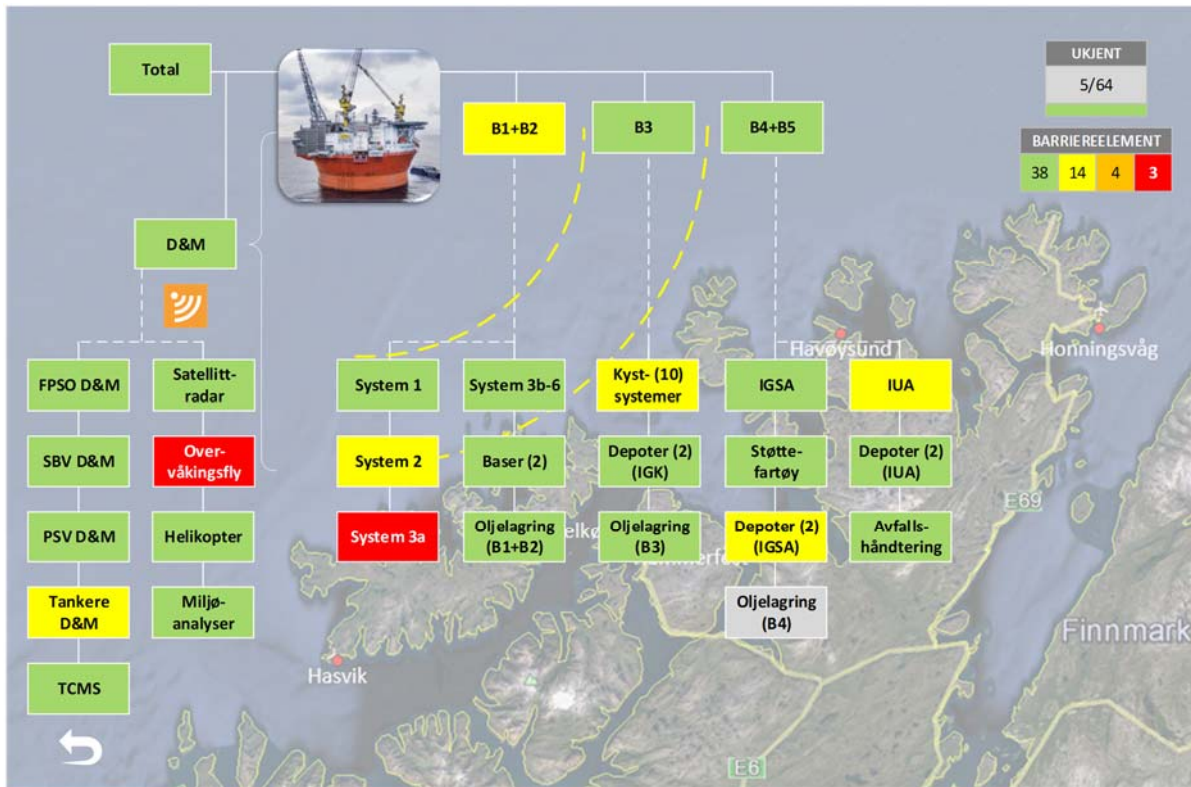 Total
UKJENT
5/64
BARRIEREELEMENT
38 14 4 3
B1+B2
B3
B4+B5
D&M
FPSO D&M
Satellitt-
radar
System 1
System 3b-6
Kyst- (10)
systemer
IGSA
IUA
SBV D&M
Over-
våkingsfly
System 2
Baser (2)
Depoter (2)
(IGK)
Støtte-
fartøy
Depoter (2)
(IUA)
PSV D&M
Helikopter
System 3a
Oljelagring
(B1+B2)
Oljelagring
(B3)
Depoter (2)
(IGSA)
Avfalls-
håndtering
Tankere
D&M
Miljø-
analyser
Oljelagring
(B4)
TCMS
Havøysund
Honningsvåg
E69
Hasvik
Finnmark
E6